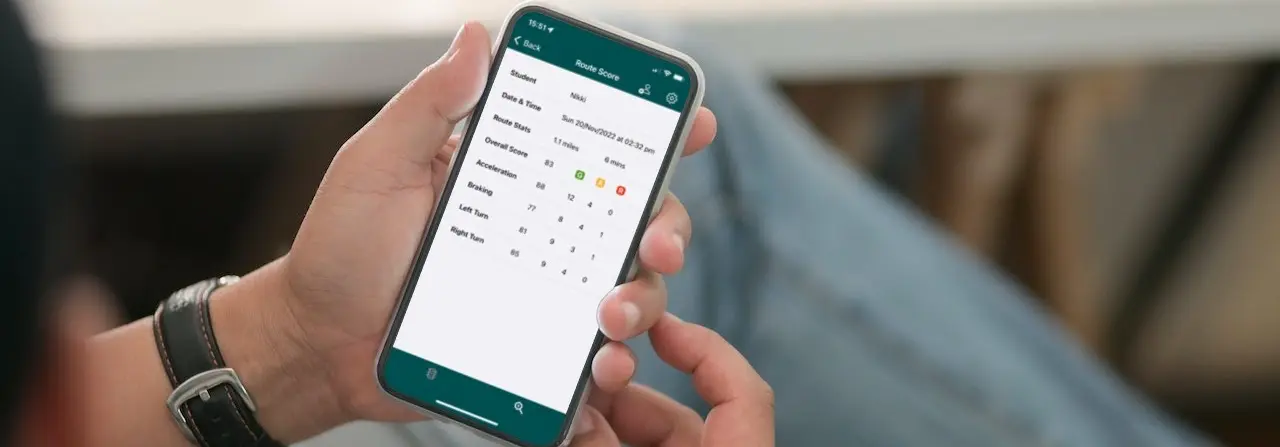 15:51
Back
Route Score
Student Nikki
Date & Time Sun 20/Nov/2022 at 02:32 pm
Route Stats 1.1 miles 6 mins
Overall Score 83 G A R
Acceleration 88 12 4 0
Braking 77 8 4 1
Left Turn 81 9 3 1
Right Turn 85 9 4 0